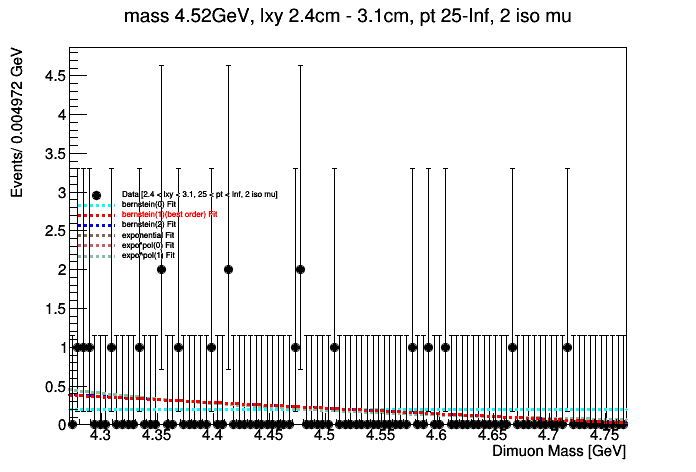 mass 4.52GeV, lxy 2.4cm - 3.1cm, pt 25-Inf, 2 iso mu
Events/ 0.004972 GeV
4.5
4
3.5
3
Data [2.4 < lxy < 3.1, 25 < pt < Inf, 2 iso mu]
bernstein(0) Fit
bernstein(1)(best order) Fit
bernstein(2) Fit
exponential Fit
expo*pol(0) Fit
expo*pol(1) Fit
2.5
2
1.5
1
0.5
0
4.3 4.35 4.4 4.45 4.5 4.55 4.6 4.65 4.7 4.75
Dimuon Mass [GeV]